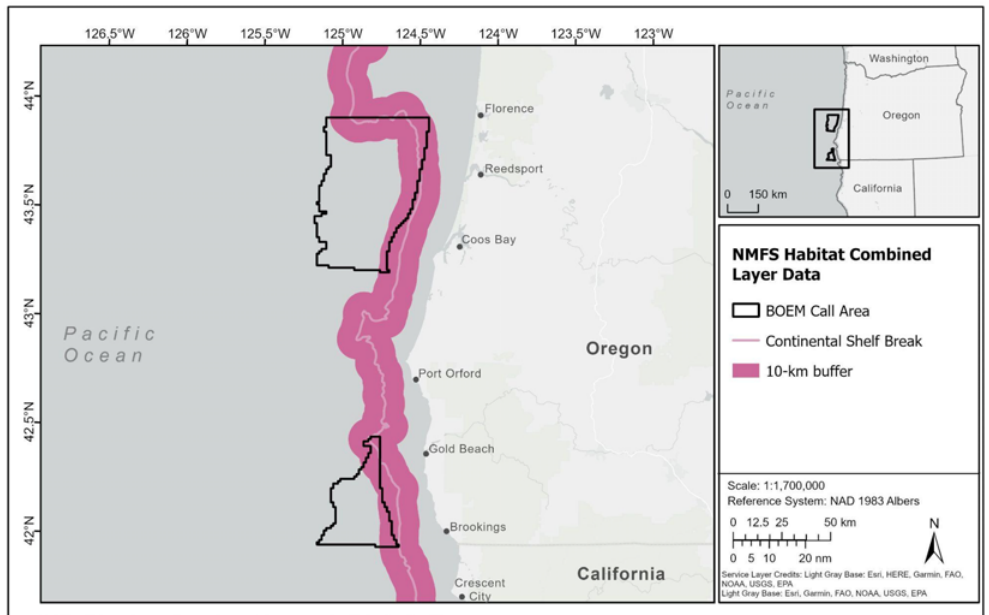 126.5°W 126°W 125.5°W 125°W 124.5°W 124°W 123.5°W 123°W
44°N
43.5°N
43°N
42.5°N
42°N
Florence
Reedsport
Coos Bay
Pacific
Ocean
Oregon
Port Orford
Gold Beach
Brookings
California
Crescent
City
Washington
Pacific
Ocean
Oregon
California
0 150 km
NMFS Habitat Combined
Layer Data
BOEM Call Area
Continental Shelf Break
10-km buffer
Scale: 1:1,700,000
Reference System: NAD 1983 Albers
0 12.5 25 50 km
0 5 10 20 nm
N
Service Layer Credits: Light Gray Base: Esri, HERE, Garmin, FAO,
NOAA, USGS, EPA
Light Gray Base: Esri, Garmin, FAO, NOAA, USGS, EPA